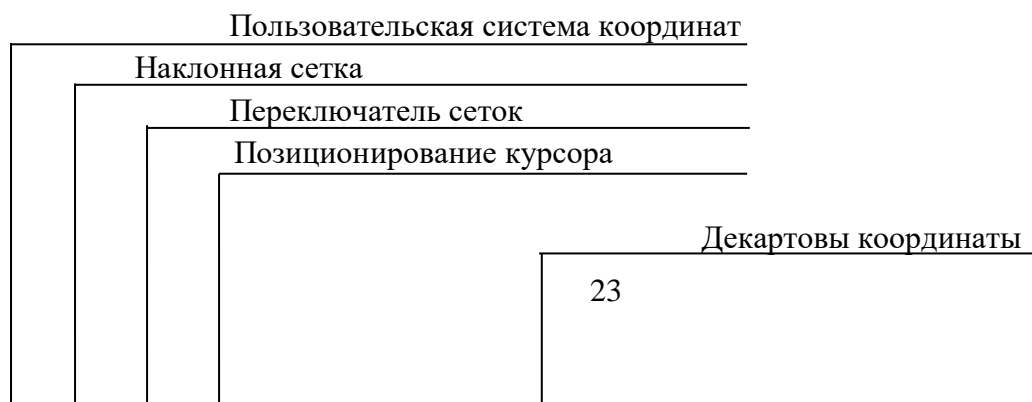 Пользовательская система координат
Наклонная сетка
Переключатель сеток
Позиционирование курсора
Декартовы координаты
23